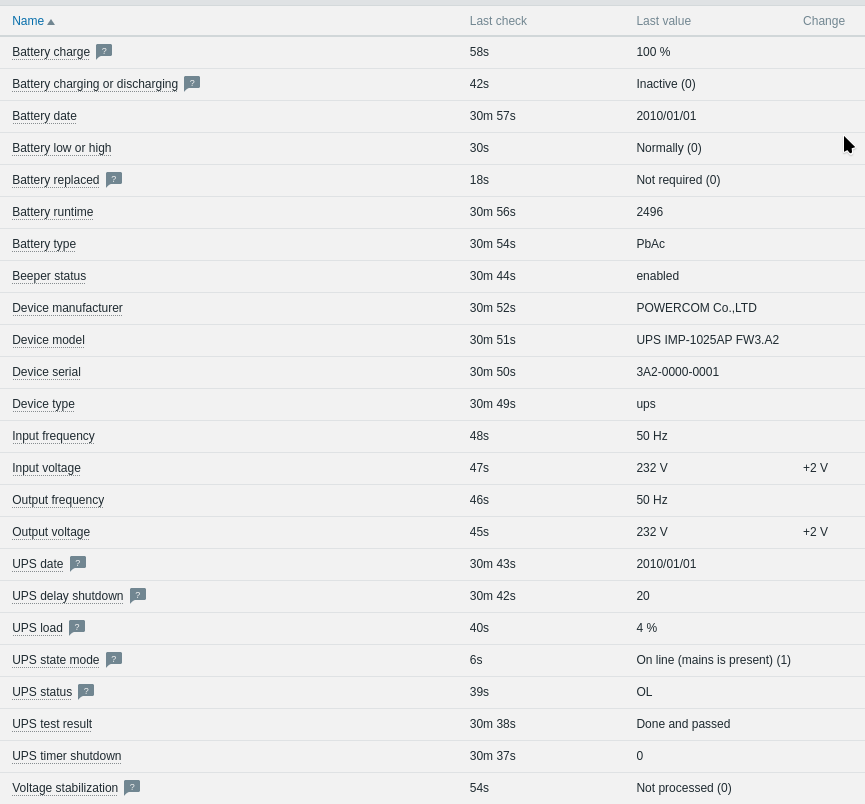 Name Last check Last value Change
Battery charge ? 58s 100 %
Battery charging or discharging ? 42s Inactive (0)
Battery date 30m 57s 2010/01/01
Battery low or high 30s Normally (0)
Battery replaced ? 18s Not required (0)
Battery runtime 30m 56s 2496
Battery type 30m 54s PbAc
Beeper status 30m 44s enabled
Device manufacturer 30m 52s POWERCOM Co.,LTD
Device model 30m 51s UPS IMP-1025AP FW3.A2
Device serial 30m 50s 3A2-0000-0001
Device type 30m 49s ups
Input frequency 48s 50 Hz
Input voltage 47s 232 V +2 V
Output frequency 46s 50 Hz
Output voltage 45s 232 V +2 V
UPS date ? 30m 43s 2010/01/01
UPS delay shutdown ? 30m 42s 20
UPS load ? 40s 4 %
UPS state mode ? 6s On line (mains is present) (1)
UPS status ? 39s OL
UPS test result 30m 38s Done and passed
UPS timer shutdown 30m 37s 0
Voltage stabilization ? 54s Not processed (0)